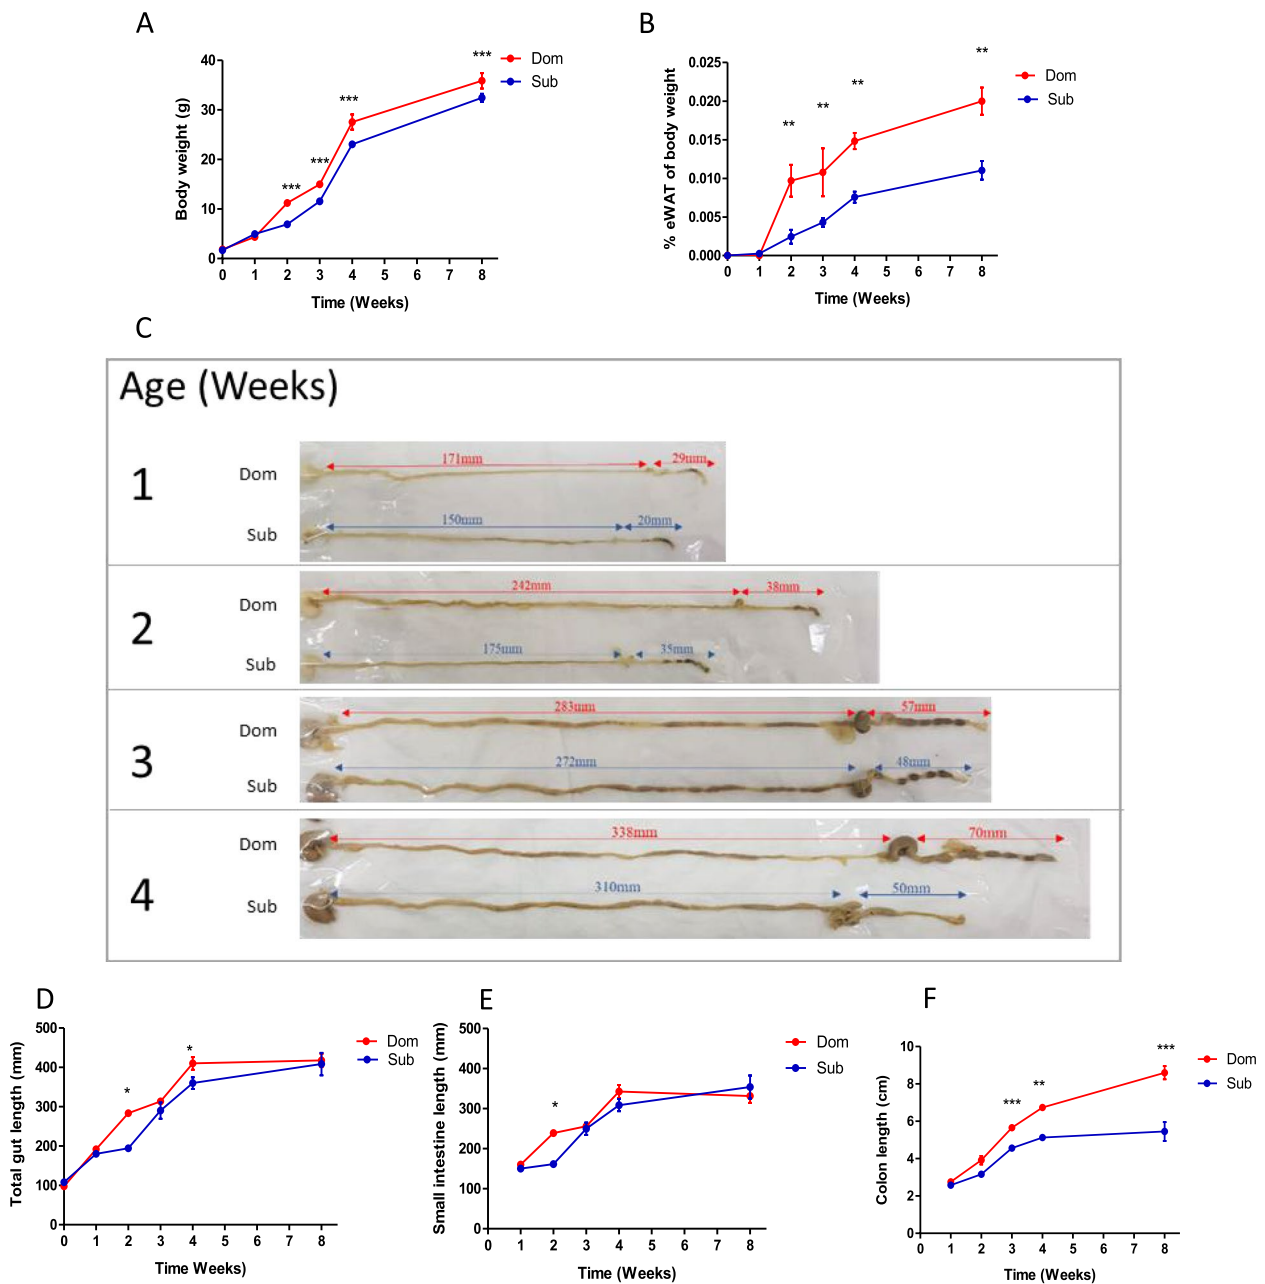 A
B
***
Dom
Sub
***
***
***
40
30
20
10
0
Body weight (g)
0 1 2 3 4 5 6 7 8
Time (Weeks)
**
Dom
Sub
**
**
**
0.025
0.020
0.015
0.010
0.005
0.000
% eWAT of body weight
0 1 2 3 4 5 6 7 8
Time (Weeks)
C
Age (Weeks)
1
Dom
171mm 29mm
Sub
150mm 20mm
2
Dom
242mm 38mm
Sub
175mm 35mm
3
Dom
283mm 57mm
Sub
272mm 48mm
4
Dom
338mm 70mm
Sub
310mm 50mm
D
500
400
300
200
100
0
Total gut length (mm)
*
*
Dom
Sub
0 1 2 3 4 5 6 7 8
Time Weeks)
E
500
400
300
200
100
0
Small intestine length (mm)
*
Dom
Sub
0 1 2 3 4 5 6 7 8
Time (Weeks)
F
10
8
6
4
2
0
Colon length (cm)
***
**
***
Dom
Sub
0 1 2 3 4 5 6 7 8
Time (Weeks)